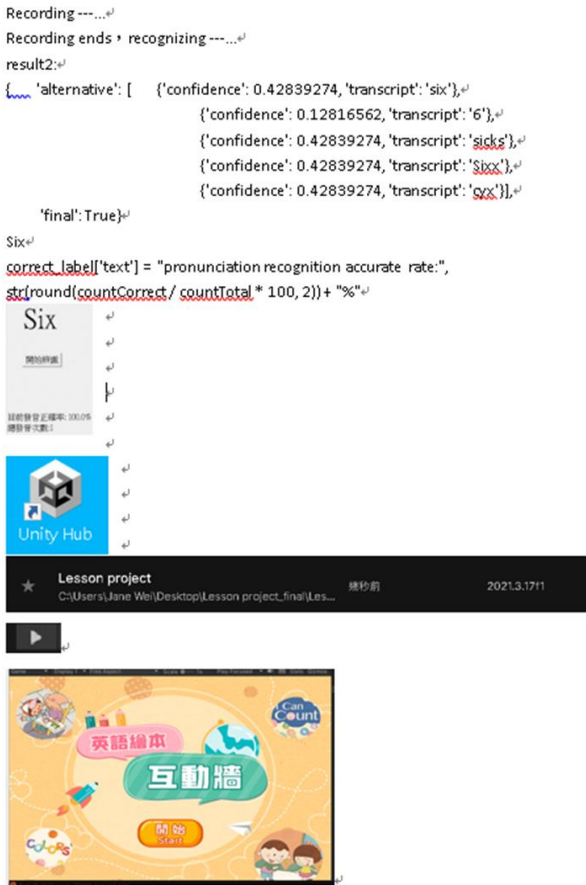 Recording ---...
Recording ends，recognizing ---...
result2:
{ 'alternative': [ {'confidence': 0.42839274, 'transcript': 'six'},
{'confidence': 0.12816562, 'transcript': '6'},
{'confidence': 0.42839274, 'transcript': 'sicks'},
{'confidence': 0.42839274, 'transcript': 'Sixx'},
{'confidence': 0.42839274, 'transcript': 'cyx'}],
'final': True}
Six
correct_label['text'] = "pronunciation recognition accurate rate:",
str(round(countCorrect / countTotal * 100, 2)) + "%"
Six
開始辨識
目前發音正確率: 100.0%
總發音次數:1
Unity Hub
Lesson project
幾秒前
2021.3.17f1
C:\Users\Jane Wei\Desktop\Lesson project_final\Les...
I Can
Count
英語繪本
互動牆
開始
Start
COLORS